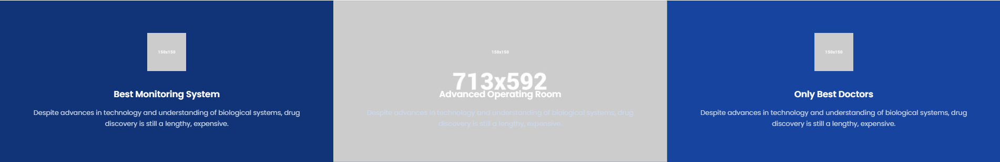 150x150
Best Monitoring System
Despite advances in technology and understanding of biological systems, drug
discovery is still a lengthy, expensive.
150x150
713x592
Advanced Operating Room
Despite advances in technology and understanding of biological systems, drug
discovery is still a lengthy, expensive.
150x150
Only Best Doctors
Despite advances in technology and understanding of biological systems, drug
discovery is still a lengthy, expensive.